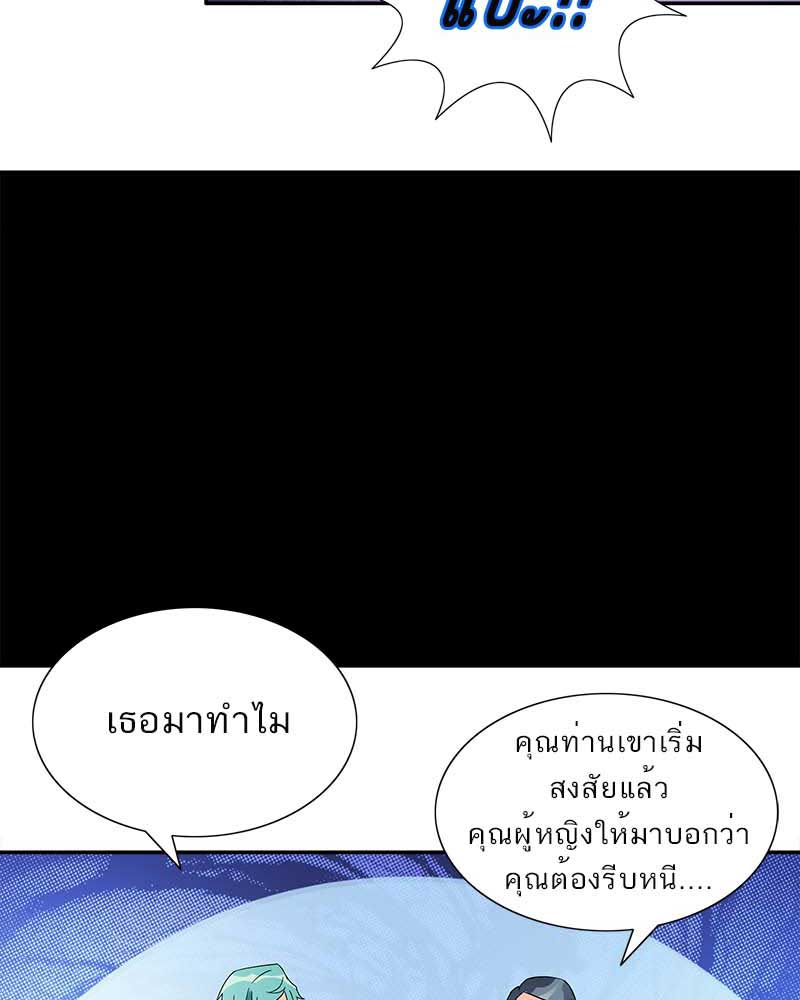 แปะ!!
เธอมาทำไม
คุณท่านเขาเริ่ม
สงสัยแล้ว
คุณผู้หญิงให้มาบอกว่า
คุณต้องรีบหนี....